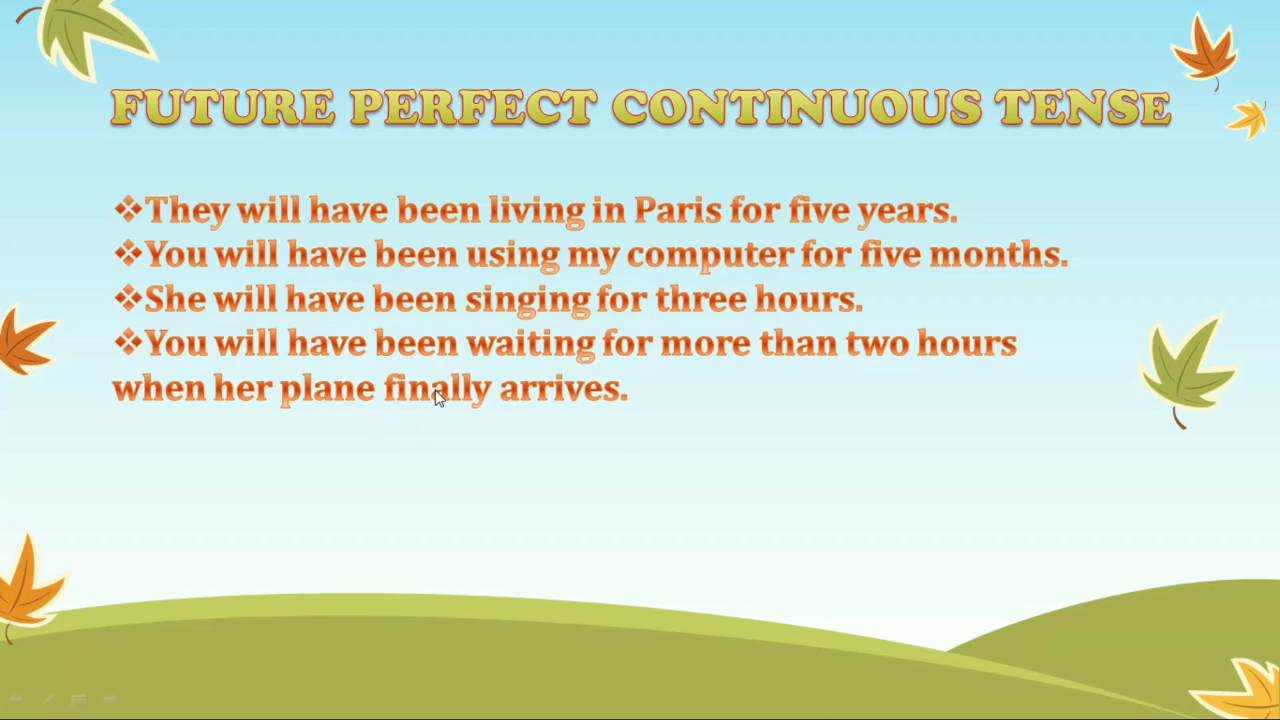 FUTURE PERFECT CONTINUOUS TENSE
❖They will have been living in Paris for five years.
❖You will have been using my computer for five months.
❖She will have been singing for three hours.
❖You will have been waiting for more than two hours
when her plane finally arrives.